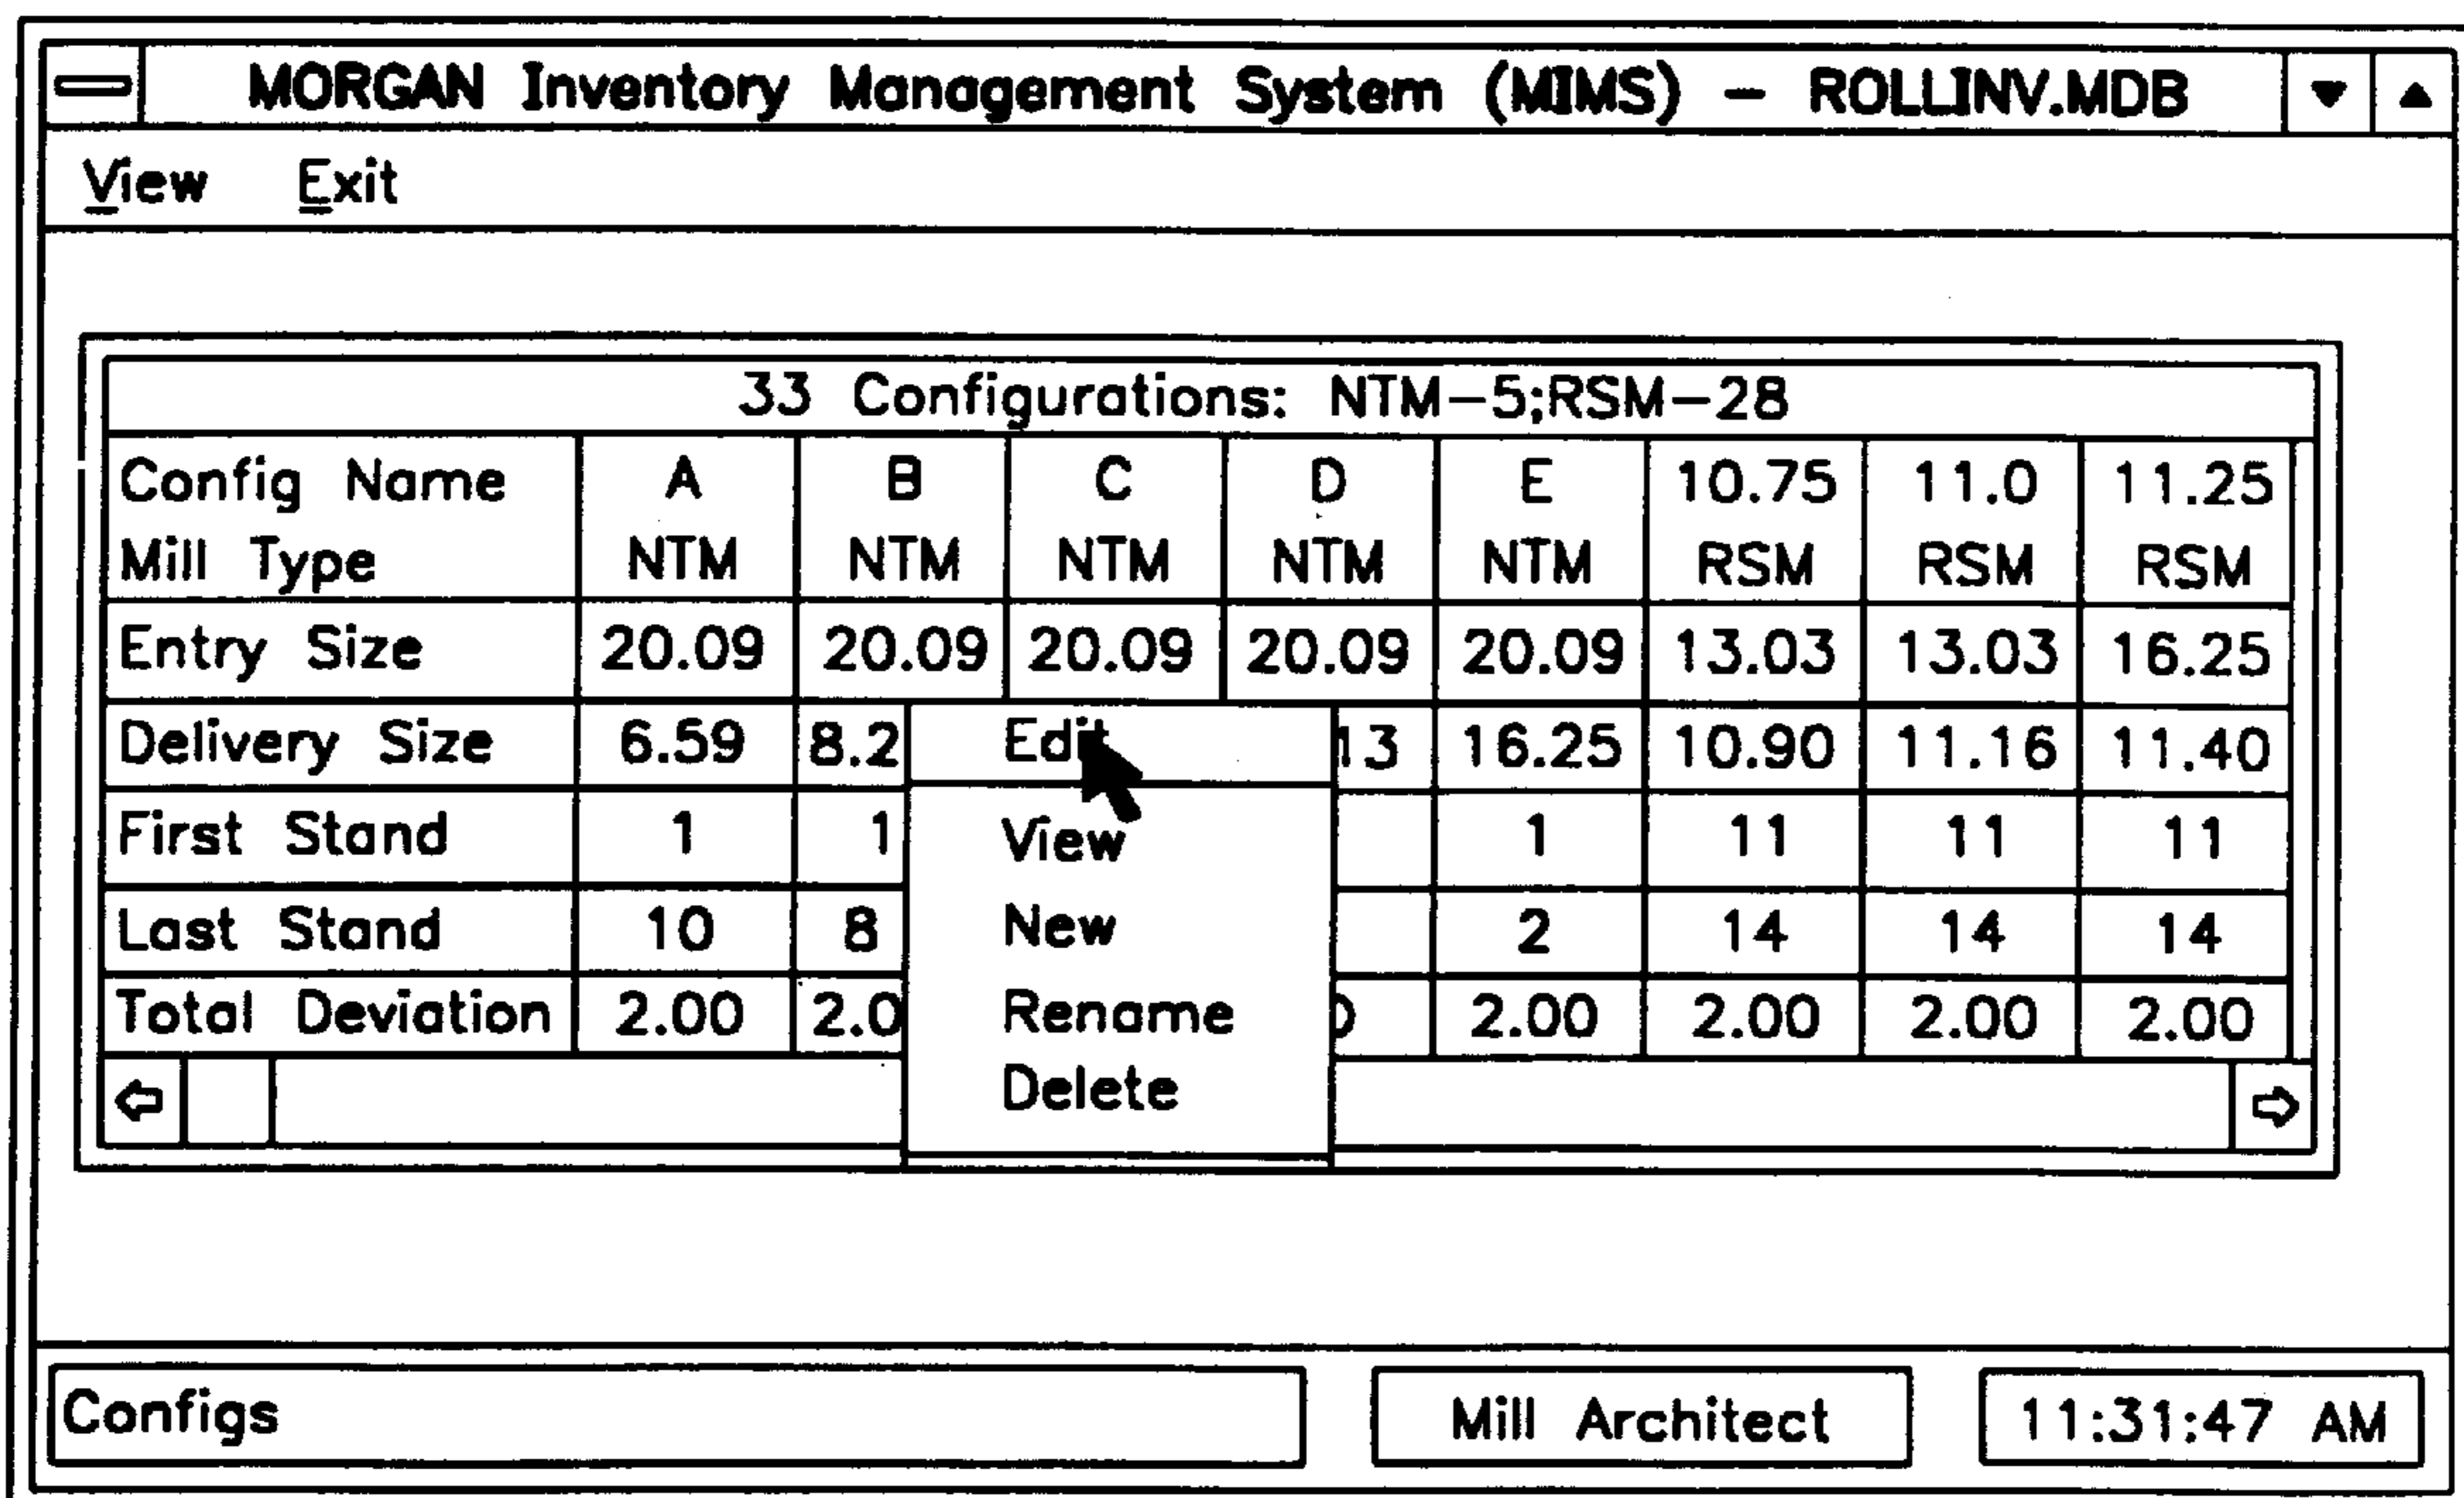 MORGAN Inventory Management System (MIMS) – ROLLINV.MDB
View Exit
33 Configurations: NTM–5;RSM–28
Config Name A B C D E 10.75 11.0 11.25
Mill Type NTM NTM NTM NTM NTM RSM RSM RSM
Entry Size 20.09 20.09 20.09 20.09 20.09 13.03 13.03 16.25
Delivery Size 6.59 8.2 Edit 13 16.25 10.90 11.16 11.40
First Stand 1 1 View 1 11 11 11
Last Stand 10 8 New 2 14 14 14
Total Deviation 2.00 2.0 Rename 2.00 2.00 2.00 2.00
Delete
Configs Mill Architect 11:31:47 AM